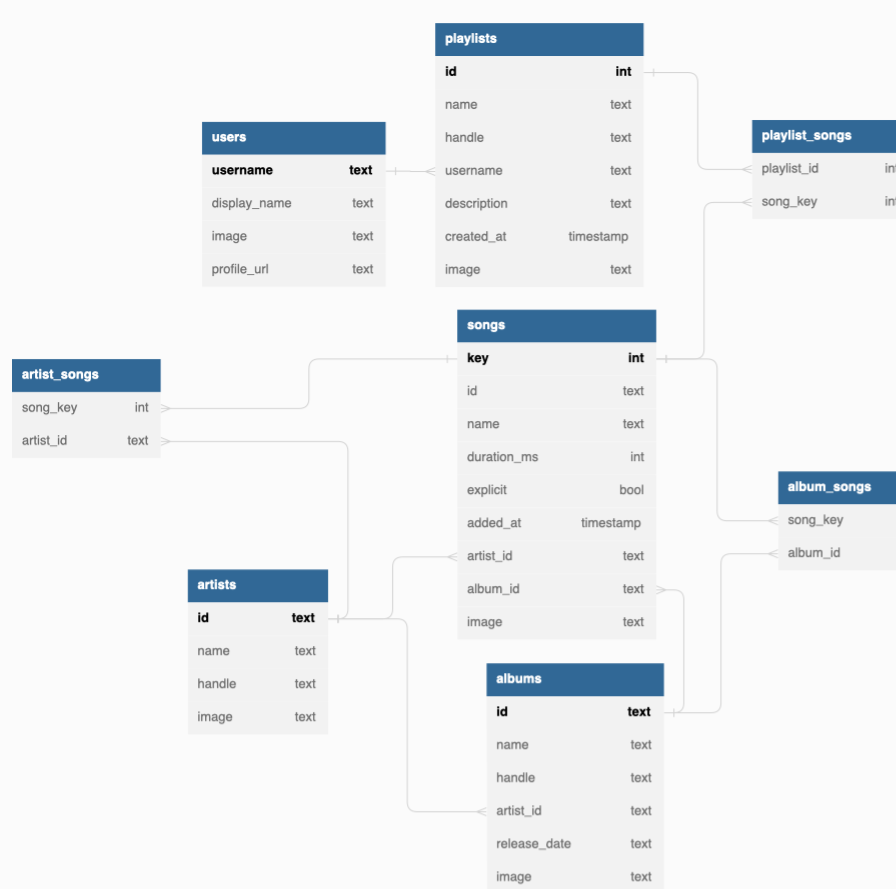 playlists
id int
name text
handle text
username text
description text
created_at timestamp
image text
users
username text
display_name text
image text
profile_url text
playlist_songs
playlist_id
song_key
songs
key int
id text
name text
duration_ms int
explicit bool
added_at timestamp
artist_id text
album_id text
image text
artist_songs
song_key int
artist_id text
album_songs
song_key
album_id
artists
id text
name text
handle text
image text
albums
id text
name text
handle text
artist_id text
release_date text
image text